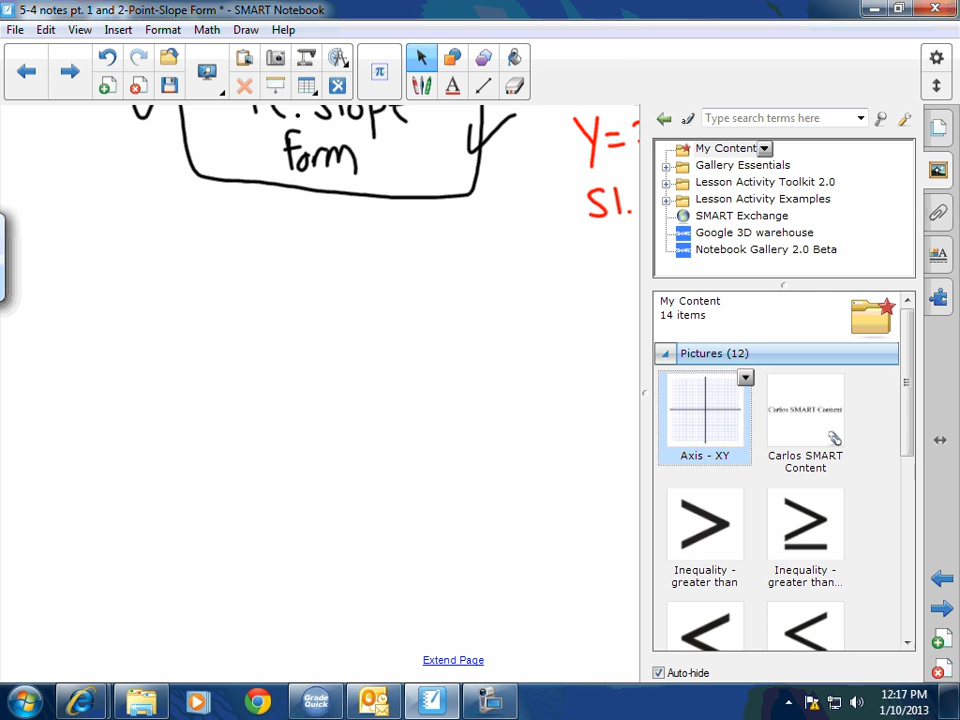 5-4 notes pt. 1 and 2-Point-Slope Form * - SMART Notebook
File Edit View Insert Format Math Draw Help
Type search terms here
My Content
Gallery Essentials
Lesson Activity Toolkit 2.0
Lesson Activity Examples
SMART Exchange
Google 3D warehouse
Notebook Gallery 2.0 Beta
slope
form
Y=
Sl.
My Content
14 items
Pictures (12)
Axis - XY
Carlos SMART Content
Carlos SMART
Content
>
≥
Inequality -
greater than
Inequality -
greater than...
Extend Page
Auto-hide
Grade
Quick
12:17 PM
1/10/2013